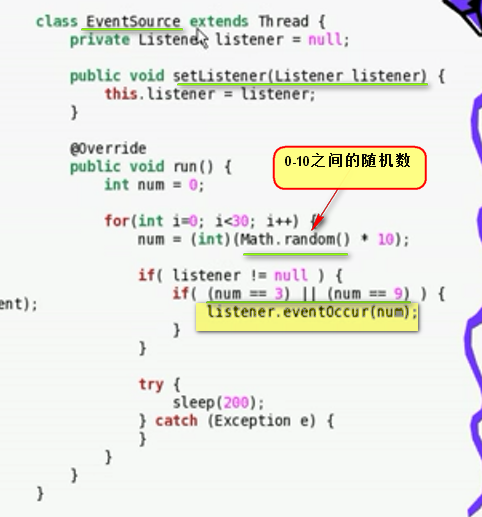 class EventSource extends Thread {
private Listener listener = null;
public void setListener(Listener listener) {
this.listener = listener;
}
@Override
public void run() {
int num = 0;
0-10之间的随机数
for(int i=0; i<30; i++) {
num = (int)(Math.random() * 10);
if( listener != null ) {
if( (num == 3) || (num == 9) ) {
ent);
listener.eventOccur(num);
}
}
try {
sleep(200);
} catch (Exception e) {
}
}
}
}